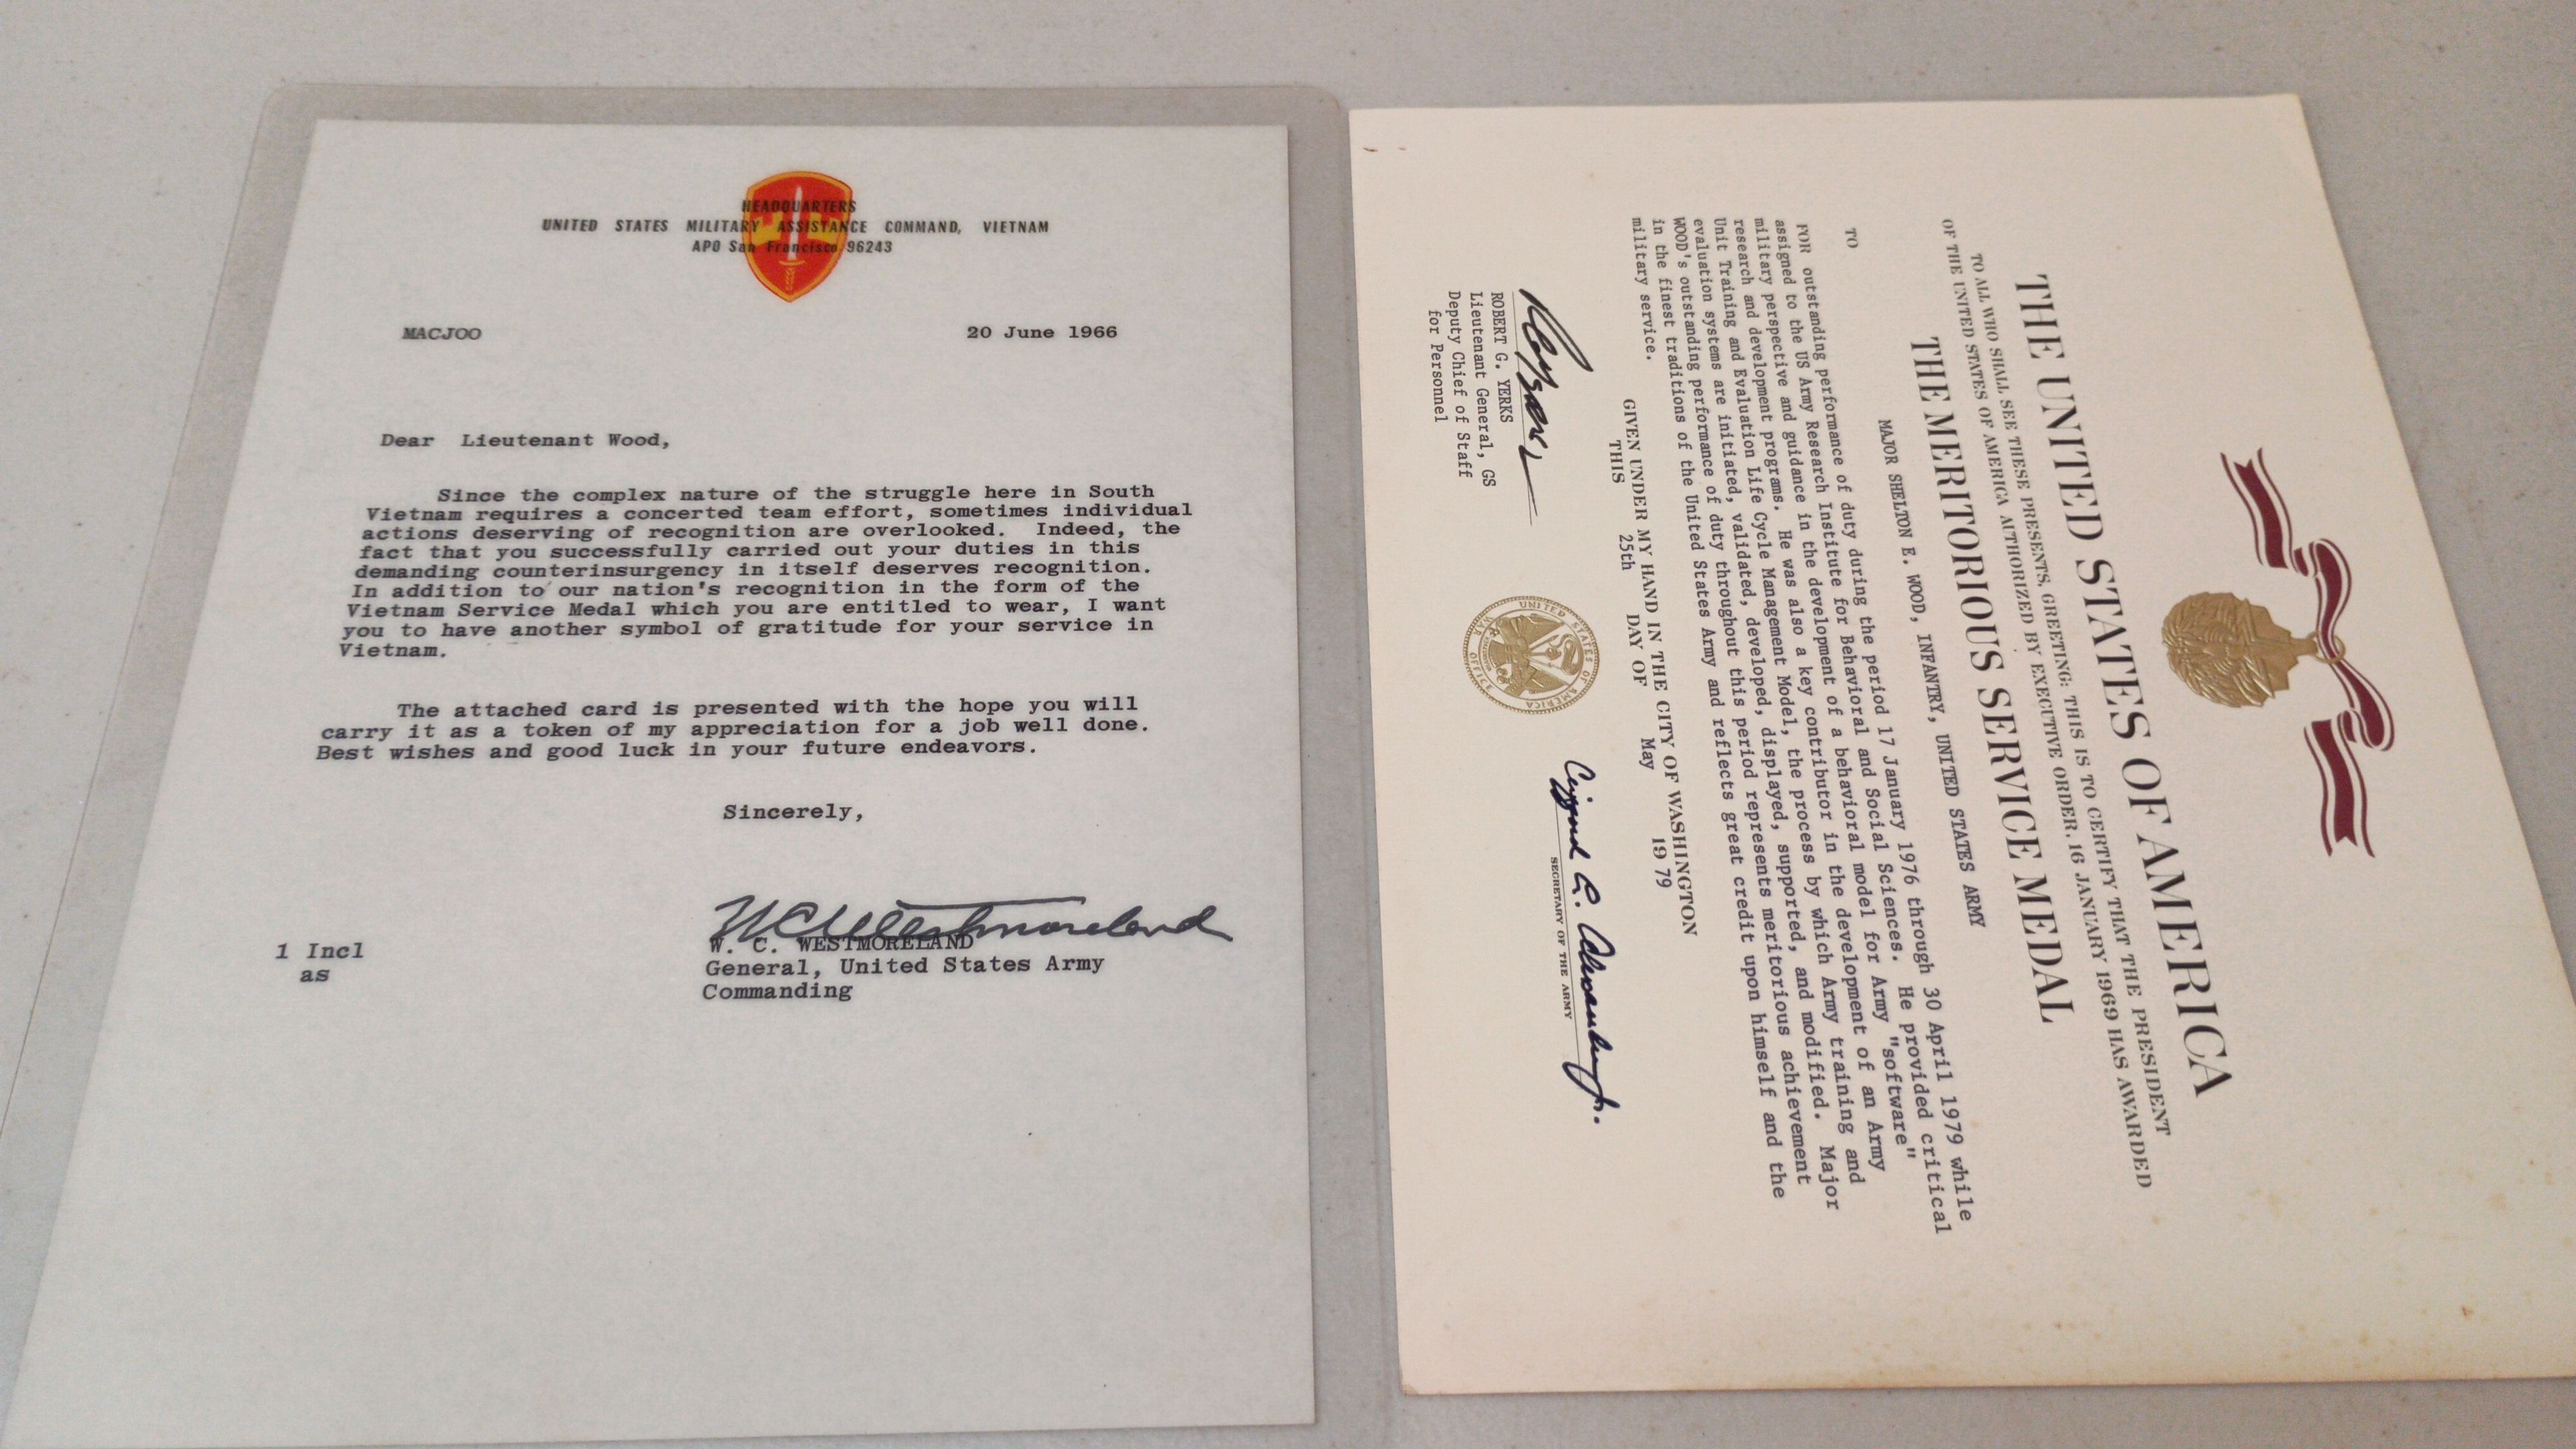 HEADQUARTERS
UNITED STATES MILITARY ASSISTANCE COMMAND, VIETNAM
APO San Francisco 96243
MACJOO 20 June 1966
Dear Lieutenant Wood,
Since the complex nature of the struggle here in South
Vietnam requires a concerted team effort, sometimes individual
actions deserving of recognition are overlooked. Indeed, the
fact that you successfully carried out your duties in this
demanding counterinsurgency in itself deserves recognition.
In addition to our nation's recognition in the form of the
Vietnam Service Medal which you are entitled to wear, I want
you to have another symbol of gratitude for your service in
Vietnam.
The attached card is presented with the hope you will
carry it as a token of my appreciation for a job well done.
Best wishes and good luck in your future endeavors.
Sincerely,
W C Westmoreland
W. C. WESTMORELAND
General, United States Army
Commanding
1 Incl
as
THE UNITED STATES OF AMERICA
TO ALL WHO SHALL SEE THESE PRESENTS, GREETING: THIS IS TO CERTIFY THAT THE PRESIDENT
OF THE UNITED STATES OF AMERICA AUTHORIZED BY EXECUTIVE ORDER, 16 JANUARY 1969 HAS AWARDED
THE MERITORIOUS SERVICE MEDAL
MAJOR SHELTON E. WOOD, INFANTRY, UNITED STATES ARMY
TO
FOR outstanding performance of duty during the period 17 January 1976 through 30 April 1979 while
assigned to the US Army Research Institute for Behavioral and Social Sciences. He provided critical
military perspective and guidance in the development of a behavioral model for Army "software"
research and development programs. He was also a key contributor in the development of an Army
Unit Training and Evaluation Life Cycle Management Model, the process by which Army training and
evaluation systems are initiated, validated, developed, displayed, supported, and modified. Major
WOOD's outstanding performance of duty throughout this period represents meritorious achievement
in the finest traditions of the United States Army and reflects great credit upon himself and the
military service.
GIVEN UNDER MY HAND IN THE CITY OF WASHINGTON
THIS 25th DAY OF May 1979
ROBERT G. YERKS
Lieutenant General, GS
Deputy Chief of Staff
for Personnel
UNITED STATES OF AMERICA
WAR OFFICE
Clifford L. Alexander, Jr.
SECRETARY OF THE ARMY